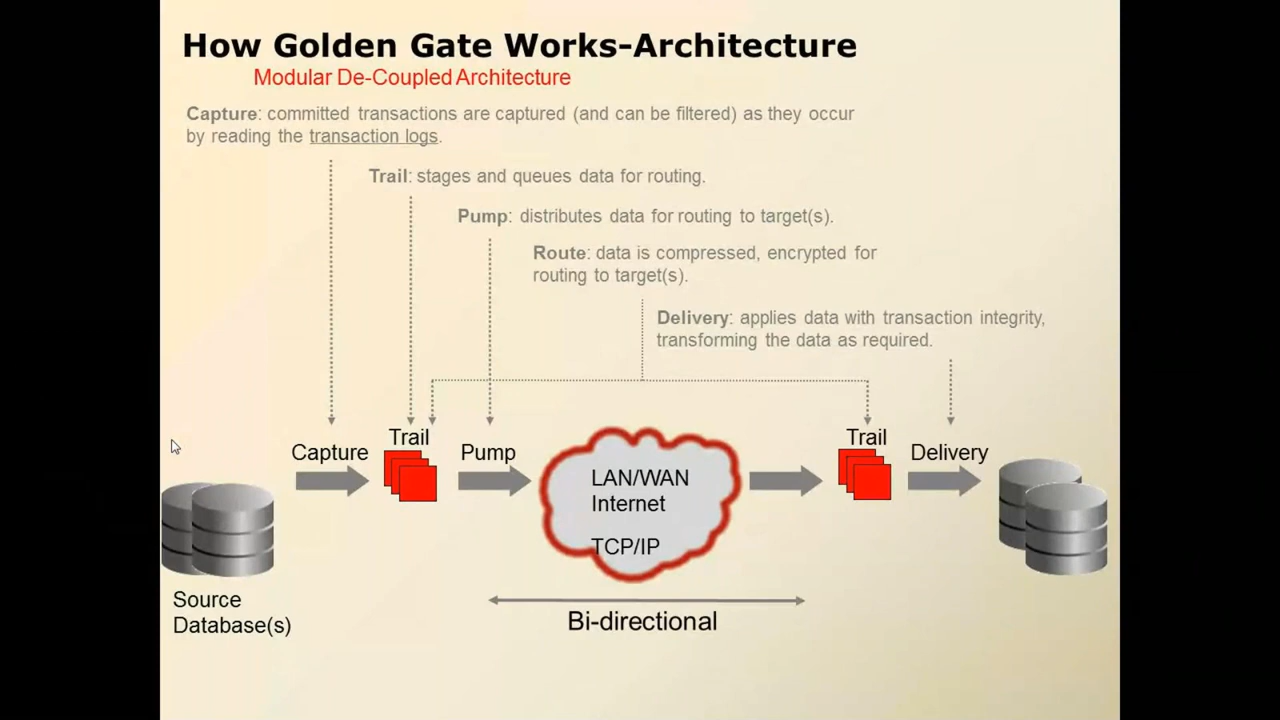 How Golden Gate Works-Architecture
Modular De-Coupled Architecture
Capture: committed transactions are captured (and can be filtered) as they occur
by reading the transaction logs.
Trail: stages and queues data for routing.
Pump: distributes data for routing to target(s).
Route: data is compressed, encrypted for
routing to target(s).
Delivery: applies data with transaction integrity,
transforming the data as required.
Capture
Trail
Pump
LAN/WAN
Internet
TCP/IP
Trail
Delivery
Source
Database(s)
Bi-directional